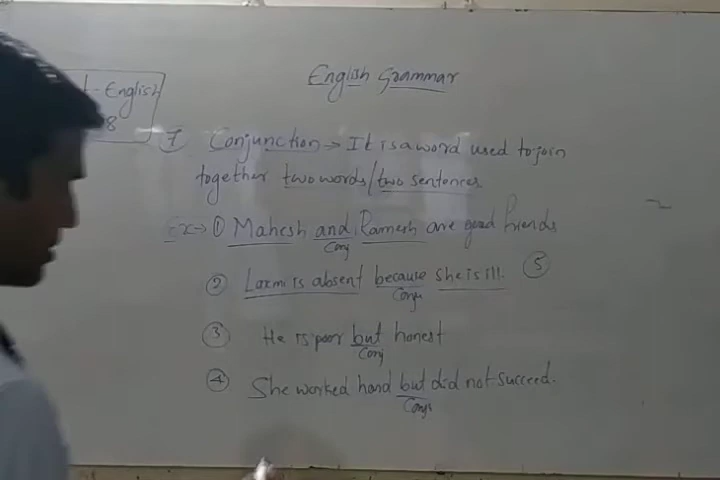 English Grammar
- English
8
7 Conjunction → It is a word used to join
together two words/two sentences
Ex → 1 Mahesh and Ramesh are good friends
Conj
2 Laxmi is absent because she is ill. 5
Conj
3 He is poor but honest
Conj
4 She worked hard but did not succeed.
Conj